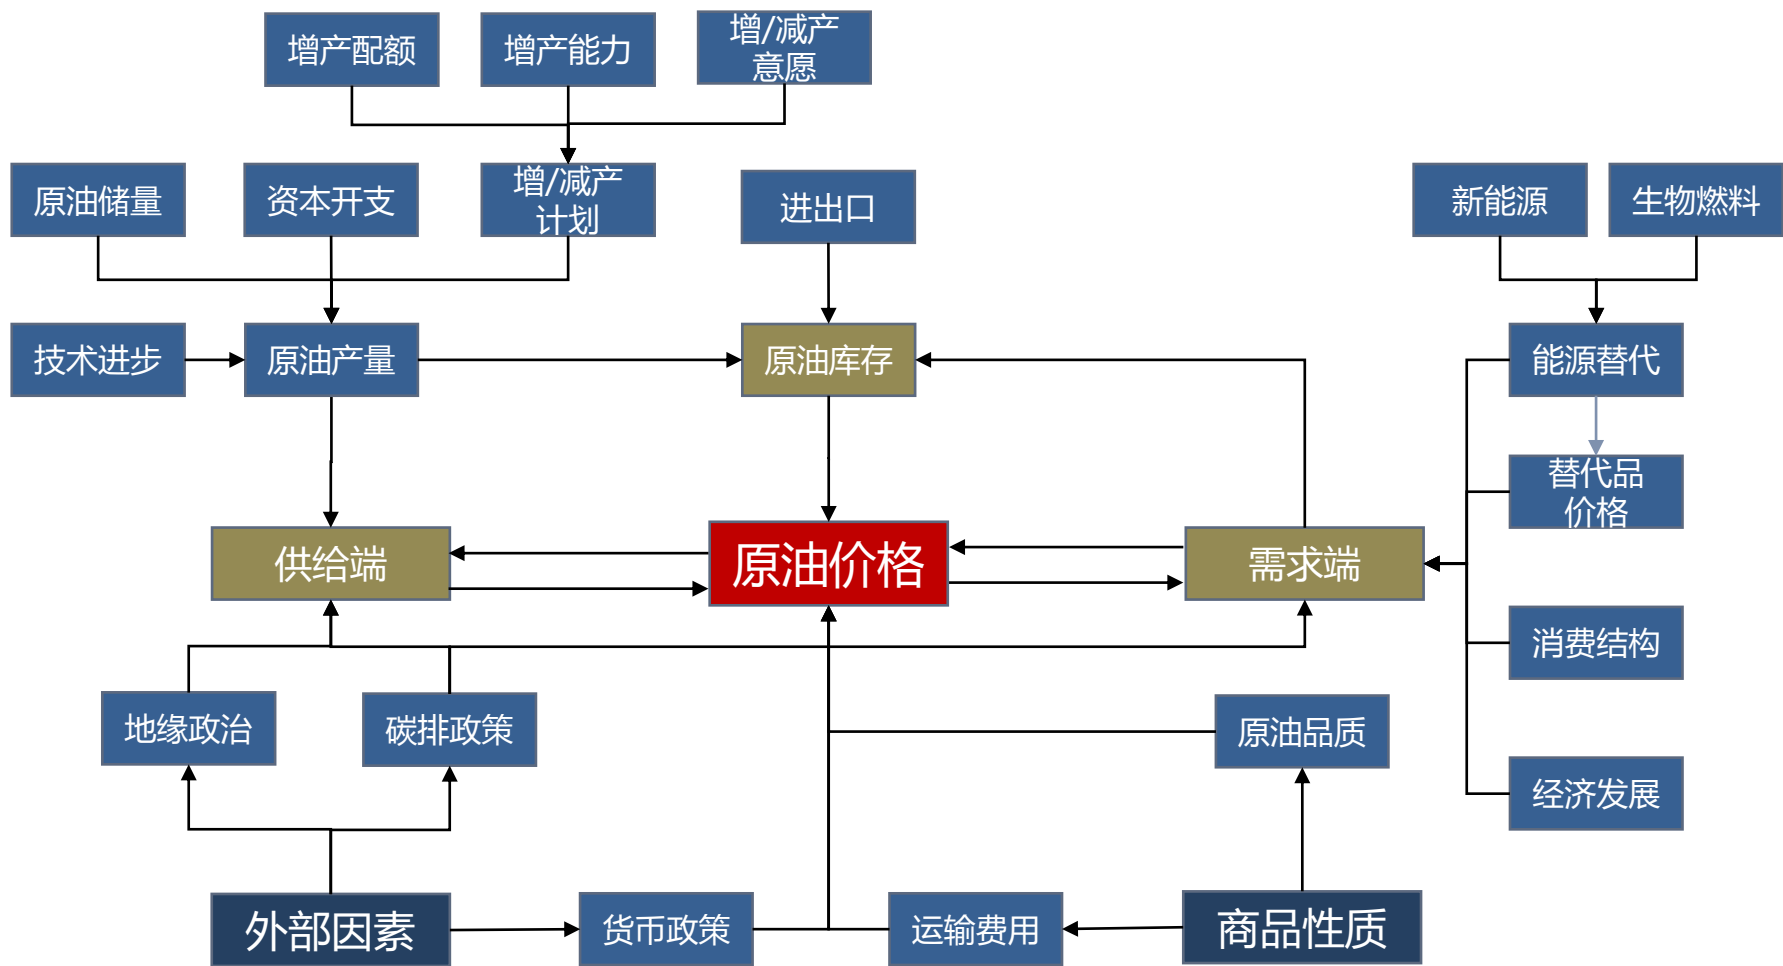 增产配额
增产能力
增/减产
意愿
原油储量
资本开支
增/减产
计划
进出口
新能源
生物燃料
技术进步
原油产量
原油库存
能源替代
替代品
价格
供给端
原油价格
需求端
消费结构
地缘政治
碳排政策
原油品质
经济发展
外部因素
货币政策
运输费用
商品性质